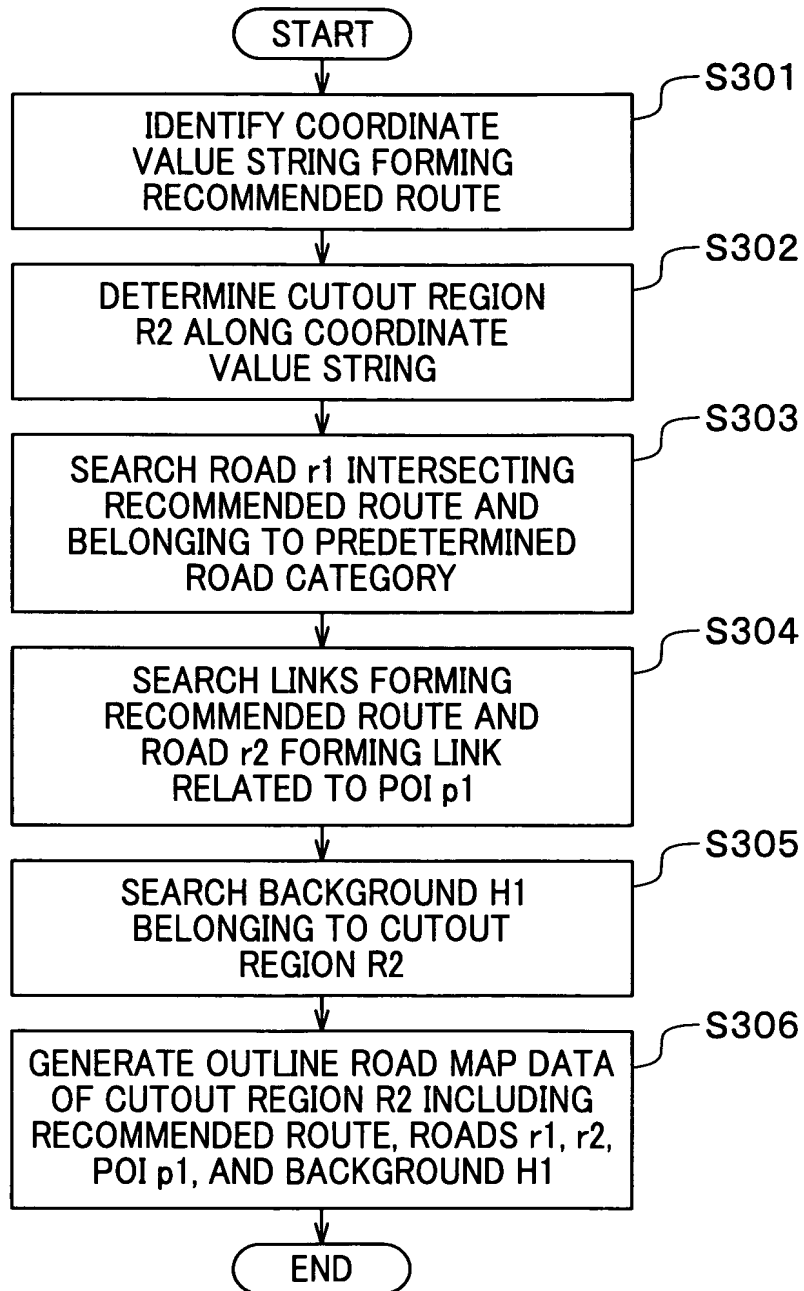 START
S301
IDENTIFY COORDINATE
VALUE STRING FORMING
RECOMMENDED ROUTE
S302
DETERMINE CUTOUT REGION
R2 ALONG COORDINATE
VALUE STRING
S303
SEARCH ROAD r1 INTERSECTING
RECOMMENDED ROUTE AND
BELONGING TO PREDETERMINED
ROAD CATEGORY
S304
SEARCH LINKS FORMING
RECOMMENDED ROUTE AND
ROAD r2 FORMING LINK
RELATED TO POI p1
S305
SEARCH BACKGROUND H1
BELONGING TO CUTOUT
REGION R2
S306
GENERATE OUTLINE ROAD MAP DATA
OF CUTOUT REGION R2 INCLUDING
RECOMMENDED ROUTE, ROADS r1, r2,
POI p1, AND BACKGROUND H1
END